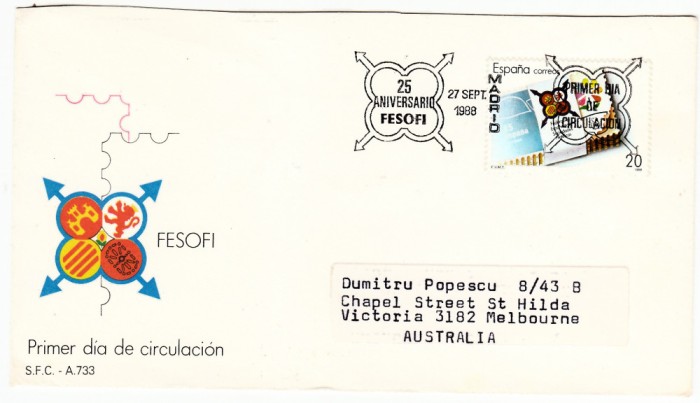 25
ANIVERSARIO
FESOFI
27 SEPT.
1988
MADRID
España correos
PRIMER DIA
DE
CIRCULACION
20
FESOFI
Dumitru Popescu 8/43 B
Chapel Street St Hilda
Victoria 3182 Melbourne
AUSTRALIA
Primer día de circulación
S.F.C. - A.733